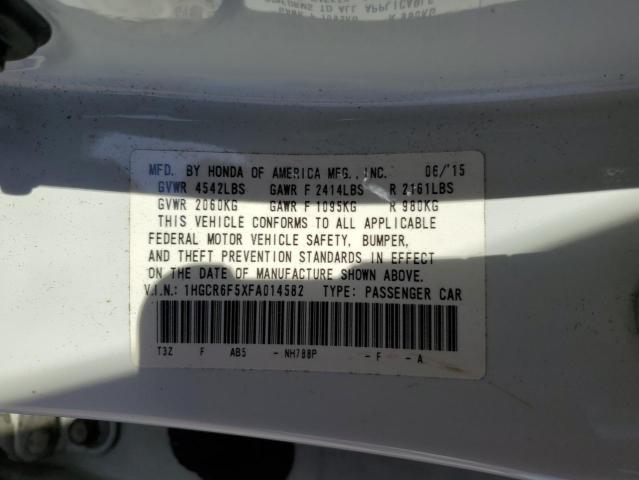 MFD. BY HONDA OF AMERICA MFG., INC. 06/'15
GVWR 4542LBS GAWR F 2414LBS R 2161LBS
GVWR 2060KG GAWR F 1095KG R 980KG
THIS VEHICLE CONFORMS TO ALL APPLICABLE
FEDERAL MOTOR VEHICLE SAFETY, BUMPER,
AND THEFT PREVENTION STANDARDS IN EFFECT
ON THE DATE OF MANUFACTURE SHOWN ABOVE.
V.I.N.: 1HGCR6F5XFA014582 TYPE: PASSENGER CAR
T3Z F AB5 - NH788P - F - A